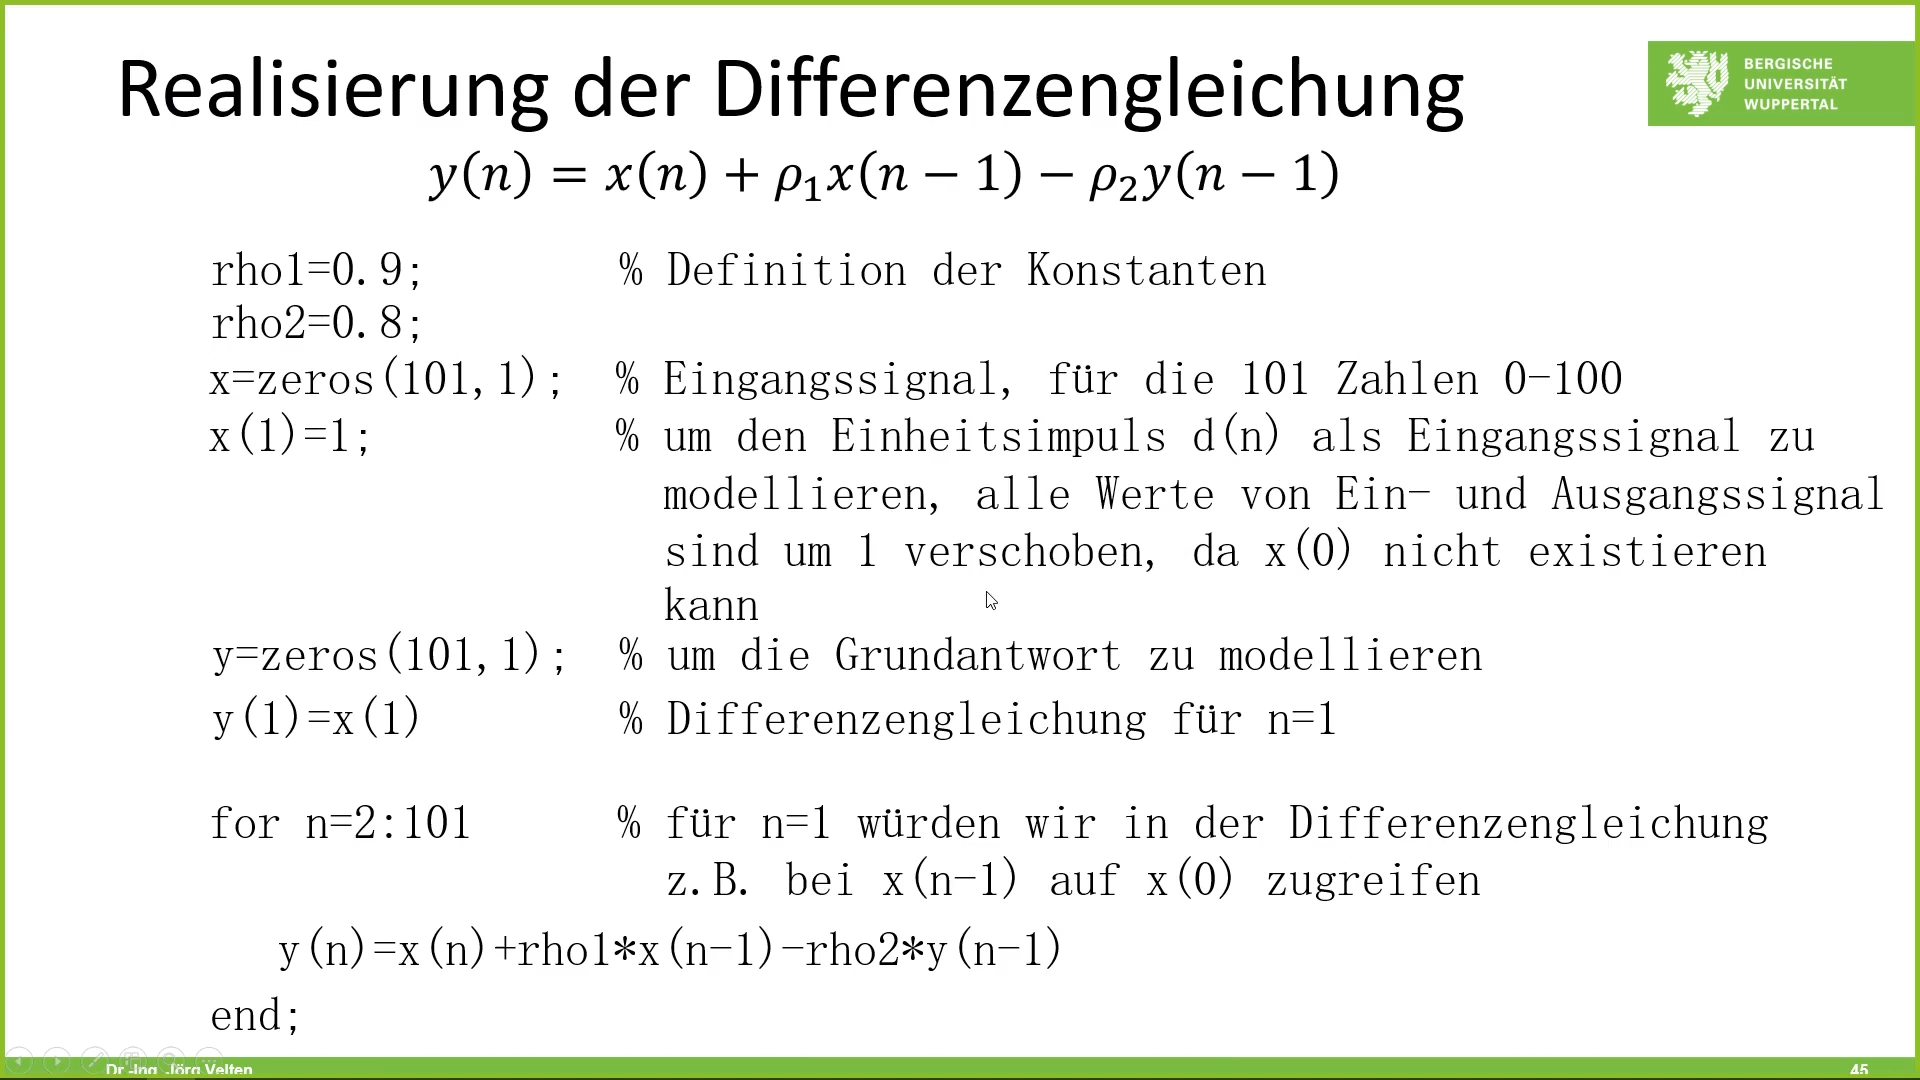 Realisierung der Differenzengleichung
BERGISCHE
UNIVERSITÄT
WUPPERTAL
y(n) = x(n) + ρ₁x(n − 1) − ρ₂y(n − 1)
rho1=0.9; % Definition der Konstanten
rho2=0.8;
x=zeros(101,1); % Eingangssignal, für die 101 Zahlen 0-100
x(1)=1; % um den Einheitsimpuls d(n) als Eingangssignal zu
modellieren, alle Werte von Ein- und Ausgangssignal
sind um 1 verschoben, da x(0) nicht existieren
kann
y=zeros(101,1); % um die Grundantwort zu modellieren
y(1)=x(1) % Differenzengleichung für n=1
for n=2:101 % für n=1 würden wir in der Differenzengleichung
z.B. bei x(n-1) auf x(0) zugreifen
y(n)=x(n)+rho1*x(n-1)-rho2*y(n-1)
end;
Dr.-Ing. Jörg Velten
45